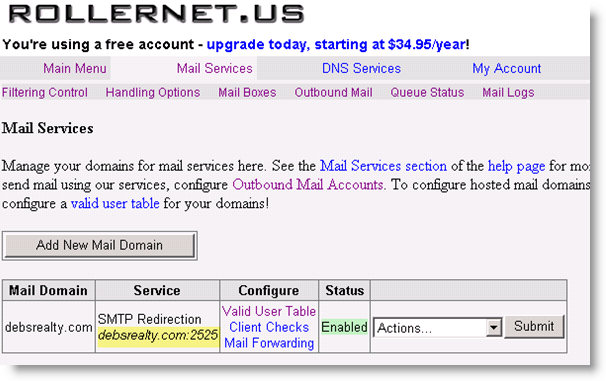 ROLLERNET.US
You're using a free account - upgrade today, starting at $34.95/year!
Main Menu Mail Services DNS Services My Account
Filtering Control Handling Options Mail Boxes Outbound Mail Queue Status Mail Logs
Mail Services
Manage your domains for mail services here. See the Mail Services section of the help page for mo
send mail using our services, configure Outbound Mail Accounts. To configure hosted mail domains
configure a valid user table for your domains!
Add New Mail Domain
Mail Domain Service Configure Status
debsrealty.com SMTP Redirection debsrealty.com:2525 Valid User Table Client Checks Mail Forwarding Enabled Actions... Submit